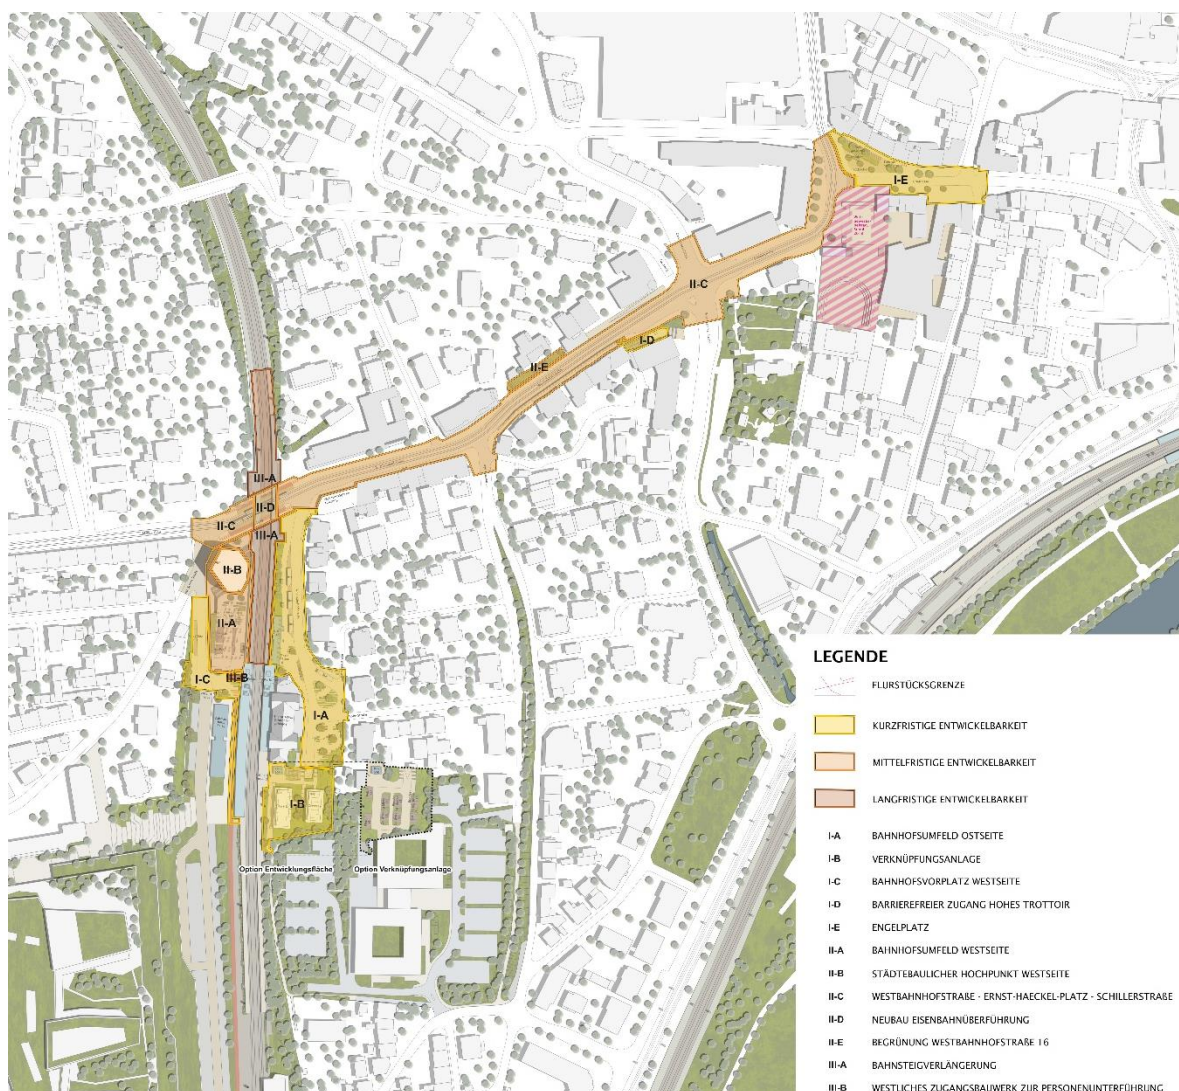 I-E
II-C
I-D
II-E
III-A
II-D
II-C
III-A
II-B
II-A
I-C
III-B
I-A
I-B
Option Entwicklungsfläche
Option Verknüpfungsanlage
LEGENDE
FLURSTÜCKSGRENZE
KURZFRISTIGE ENTWICKELBARKEIT
MITTELFRISTIGE ENTWICKELBARKEIT
LANGFRISTIGE ENTWICKELBARKEIT
I-A BAHNHOFSUMFELD OSTSEITE
I-B VERKNÜPFUNGSANLAGE
I-C BAHNHOFSVORPLATZ WESTSEITE
I-D BARRIEREFREIER ZUGANG HOHES TROTTOIR
I-E ENGELPLATZ
II-A BAHNHOFSUMFELD WESTSEITE
II-B STÄDTEBAULICHER HOCHPUNKT WESTSEITE
II-C WESTBAHNHOFSTRAßE - ERNST-HAECKEL-PLATZ - SCHILLERSTRAßE
II-D NEUBAU EISENBAHNÜBERFÜHRUNG
II-E BEGRÜNUNG WESTBAHNHOFSTRAßE 16
III-A BAHNSTEIGVERLÄNGERUNG
III-B WESTLICHES ZUGANGSBAUWERK ZUR PERSONENUNTERFÜHRUNG